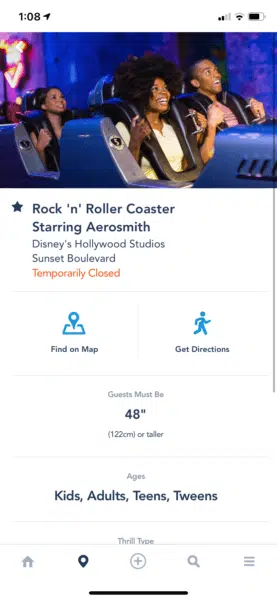 1:08
Rock 'n' Roller Coaster
Starring Aerosmith
Disney's Hollywood Studios
Sunset Boulevard
Temporarily Closed
Find on Map
Get Directions
Guests Must Be
48"
(122cm) or taller
Ages
Kids, Adults, Teens, Tweens
Thrill Type